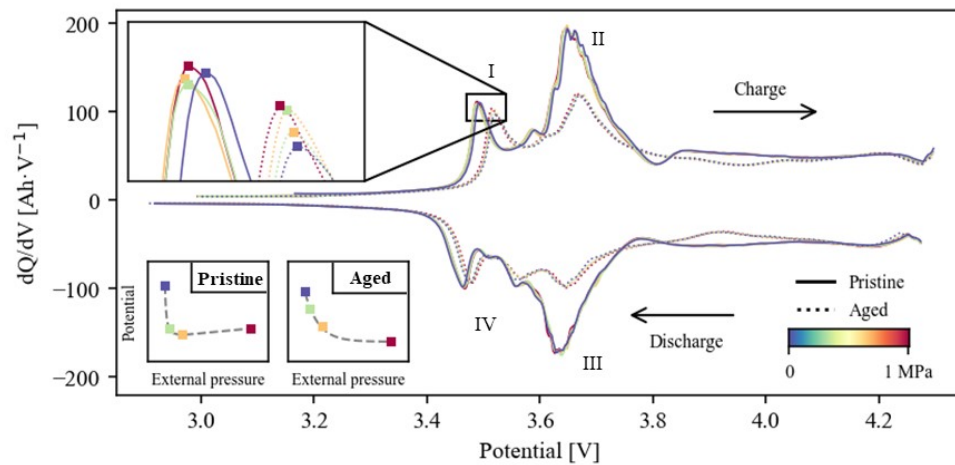 200
100
0
−100
−200
dQ/dV [Ah·V⁻¹]
I
II
Charge
Pristine
Aged
Potential
External pressure
External pressure
IV
III
Discharge
Pristine
Aged
0
1 MPa
3.0
3.2
3.4
3.6
3.8
4.0
4.2
Potential [V]